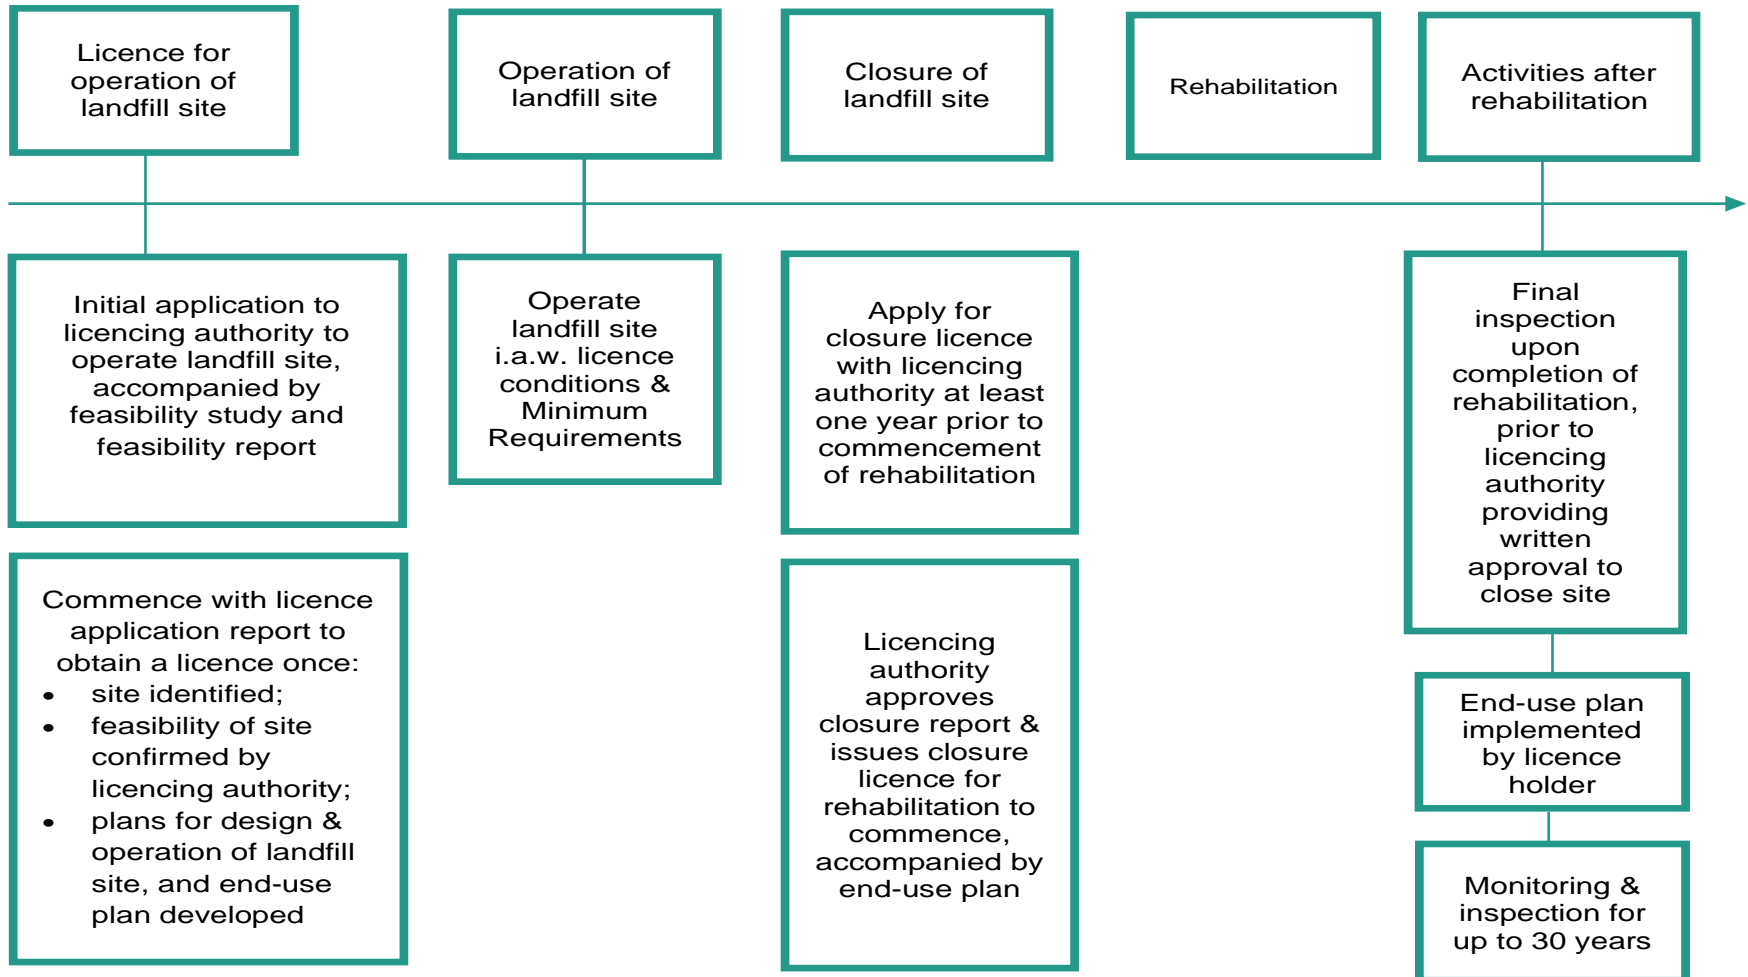 Licence for
operation of
landfill site
Operation of
landfill site
Closure of
landfill site
Rehabilitation
Activities after
rehabilitation
Initial application to
licencing authority to
operate landfill site,
accompanied by
feasibility study and
feasibility report
Operate
landfill site
i.a.w. licence
conditions &
Minimum
Requirements
Apply for
closure licence
with licencing
authority at least
one year prior to
commencement
of rehabilitation
Final
inspection
upon
completion of
rehabilitation,
prior to
licencing
authority
providing
written
approval to
close site
Commence with licence
application report to
obtain a licence once:
• site identified;
• feasibility of site
confirmed by
licencing authority;
• plans for design &
operation of landfill
site, and end-use
plan developed
Licencing
authority
approves
closure report &
issues closure
licence for
rehabilitation to
commence,
accompanied by
end-use plan
End-use plan
implemented
by licence
holder
Monitoring &
inspection for
up to 30 years